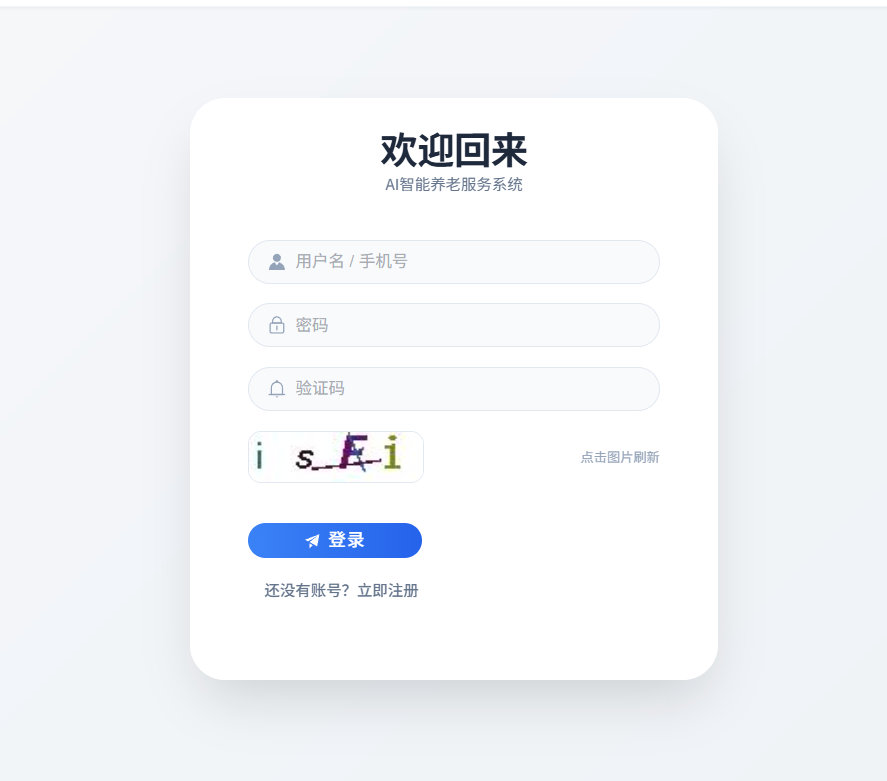 欢迎回来
AI智能养老服务系统
用户名 / 手机号
密码
验证码
点击图片刷新
登录
还没有账号？立即注册